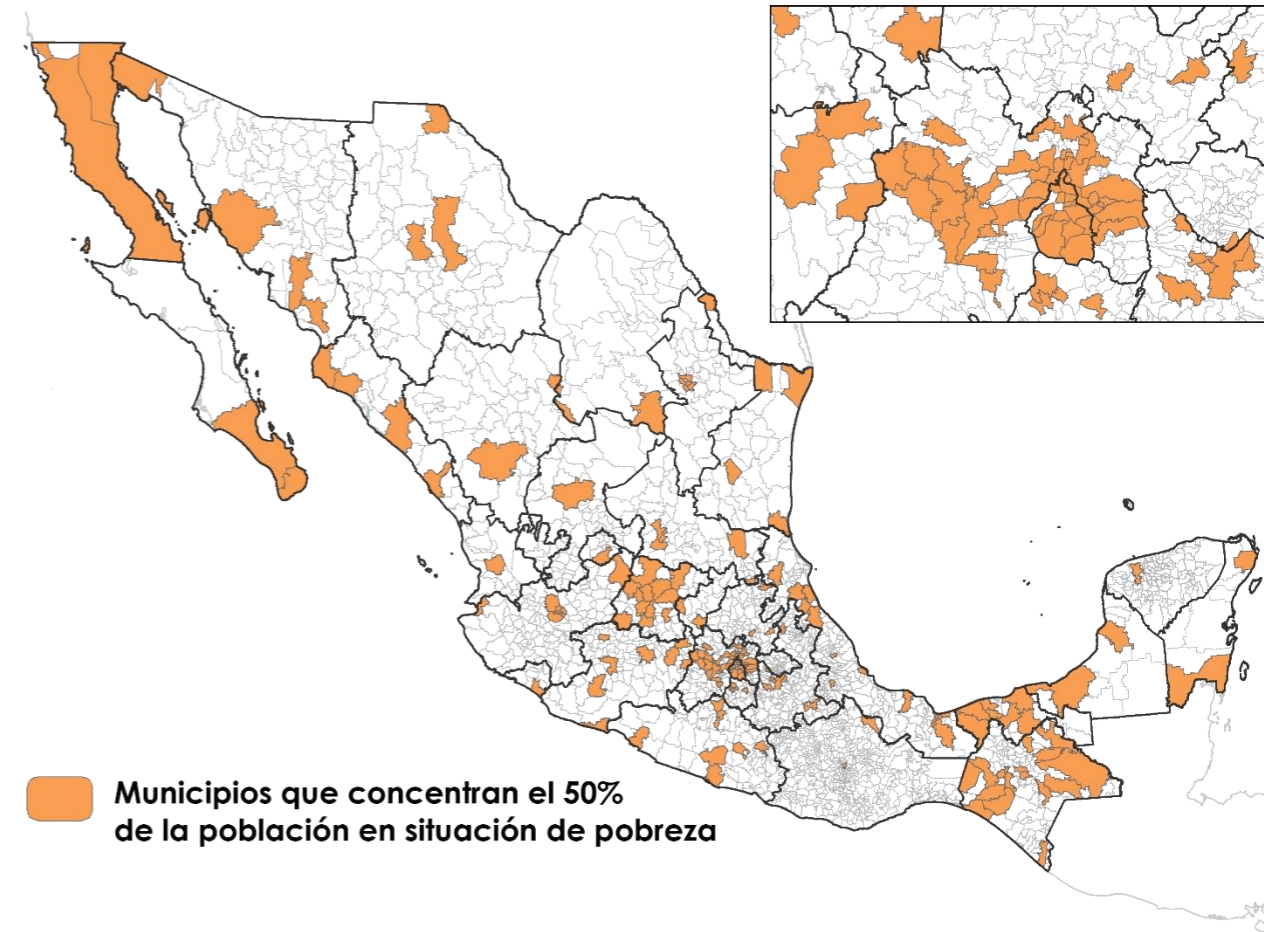 Municipios que concentran el 50%
de la población en situación de pobreza